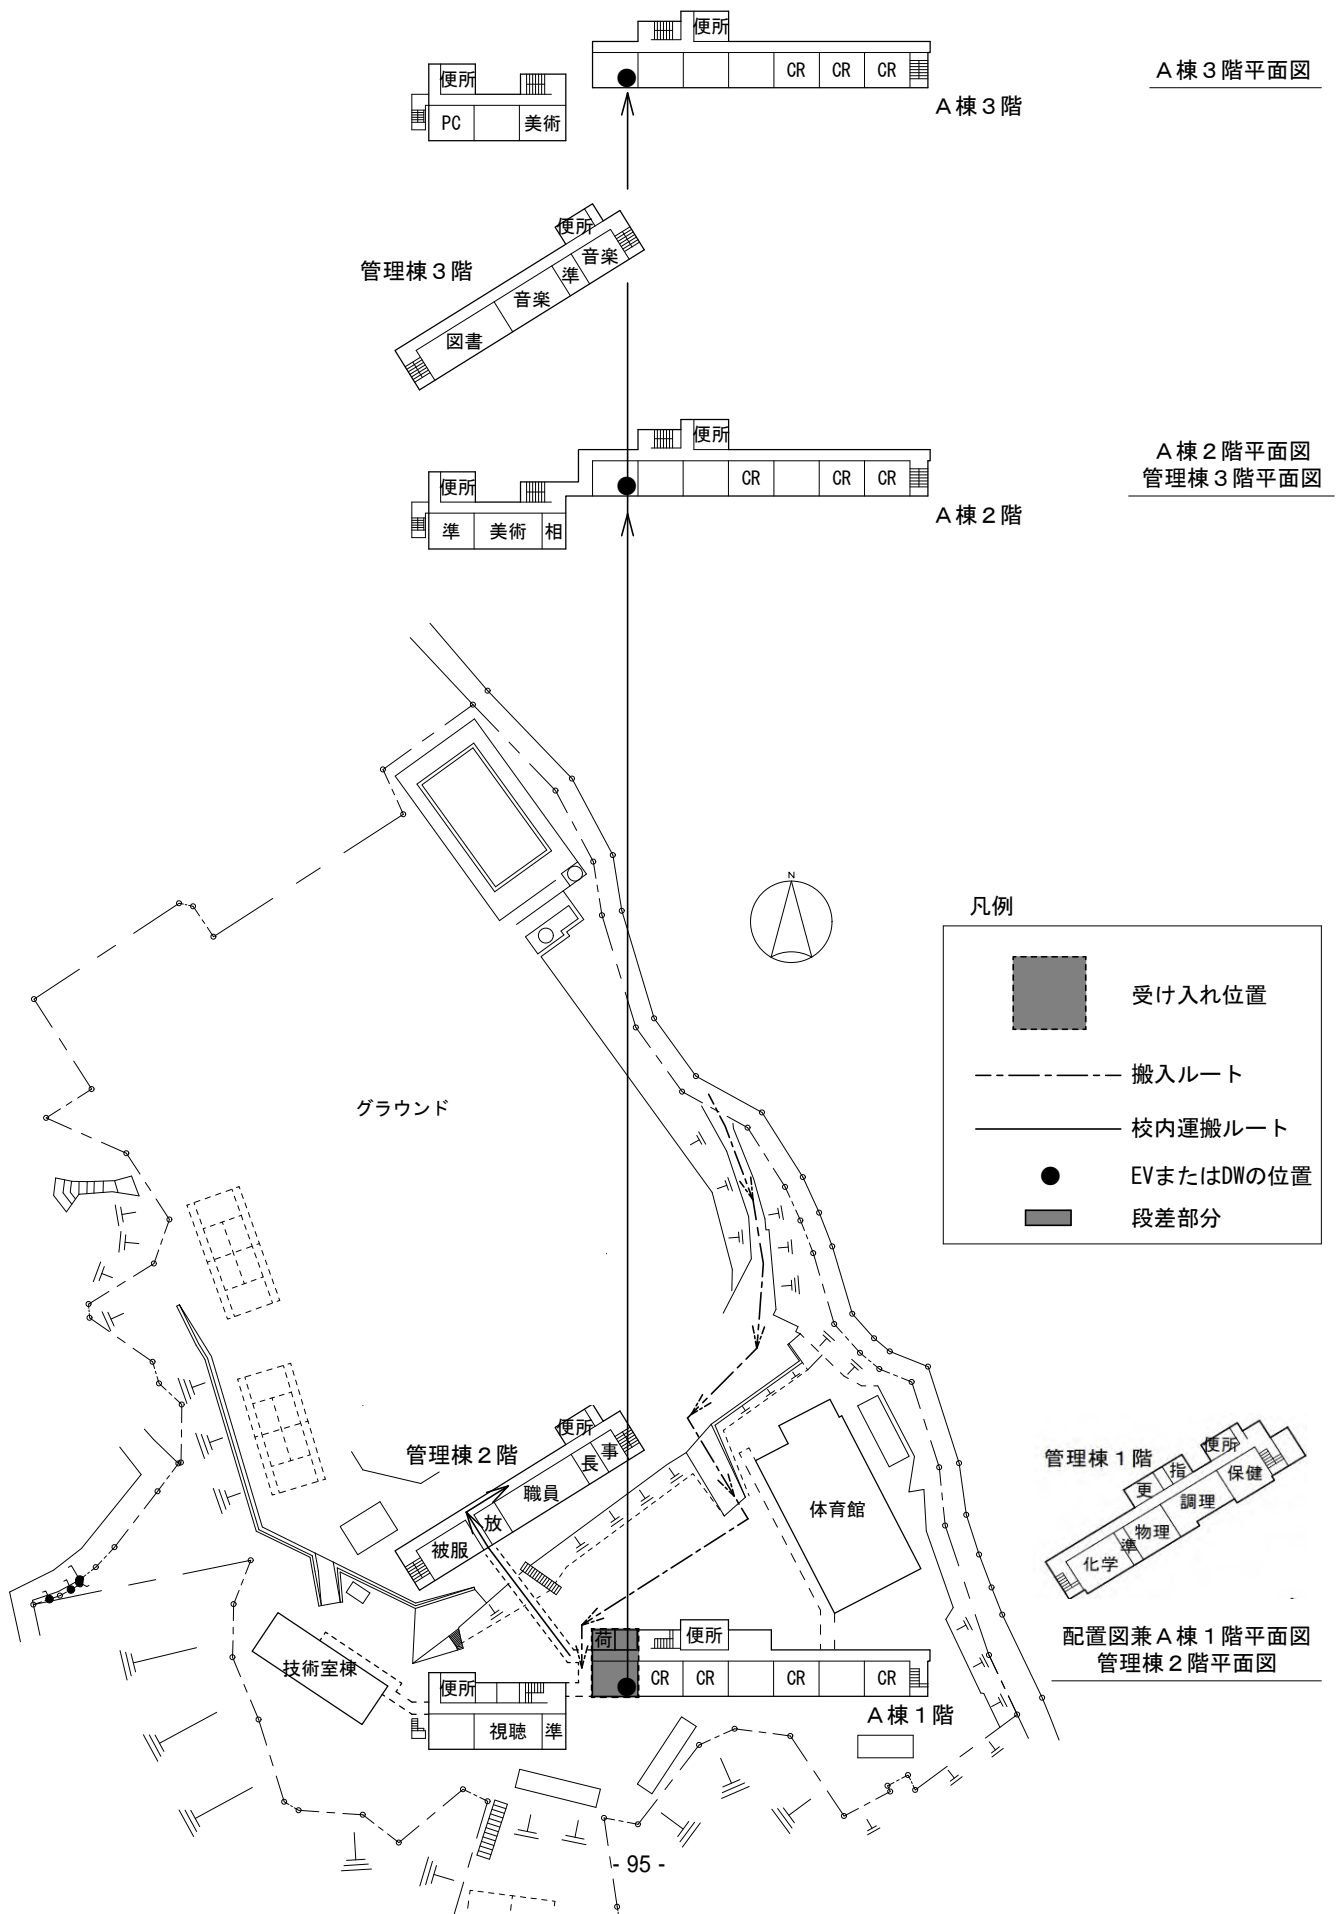 便所
CR CR CR
A棟3階平面図
A棟3階
便所
PC 美術
便所
音楽
準
音楽
図書
管理棟3階
便所
CR CR CR
A棟2階平面図
管理棟3階平面図
A棟2階
便所
準 美術 相
N
凡例
受け入れ位置
搬入ルート
校内運搬ルート
EVまたはDWの位置
段差部分
グラウンド
管理棟2階
便所
事
長
職員
放
被服
体育館
管理棟1階
便所
指
更
保健
調理
物理
準
化学
荷
便所
CR CR CR CR
A棟1階
配置図兼A棟1階平面図
管理棟2階平面図
技術室棟
便所
視聴 準
- 95 -